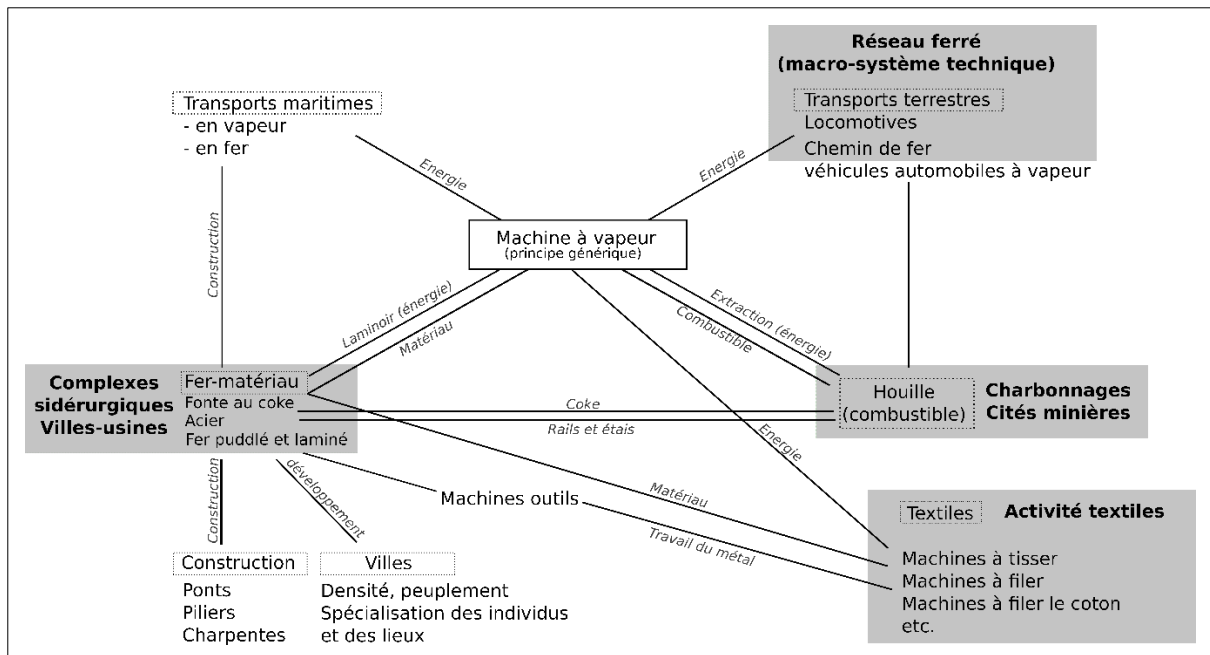 Réseau ferré
(macro-système technique)
Transports terrestres
Locomotives
Chemin de fer
véhicules automobiles à vapeur
Transports maritimes
- en vapeur
- en fer
Energie
Energie
Construction
Machine à vapeur
(principe générique)
Laminoir (énergie)
Matériau
Extraction (énergie)
Combustible
Complexes
sidérurgiques
Villes-usines
Fer-matériau
Fonte au coke
Acier
Fer puddlé et laminé
Coke
Rails et étais
Houille
(combustible)
Charbonnages
Cités minières
Energie
Construction
développement
Machines outils
Matériau
Travail du métal
Textiles
Activité textiles
Machines à tisser
Machines à filer
Machines à filer le coton
etc.
Construction
Ponts
Piliers
Charpentes
Villes
Densité, peuplement
Spécialisation des individus
et des lieux